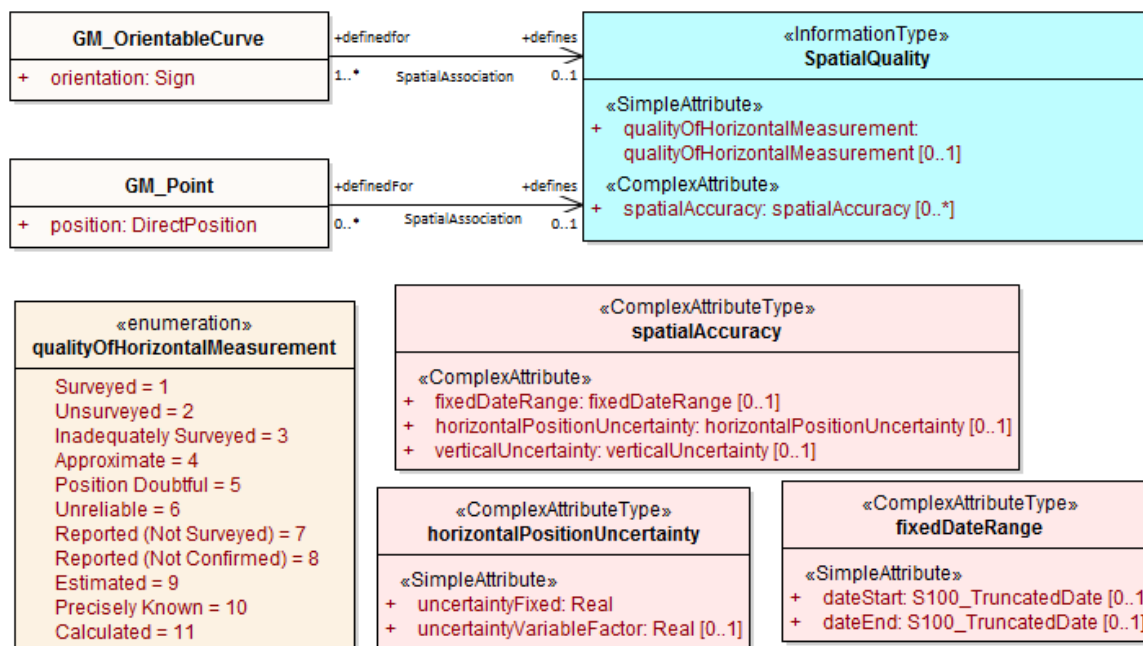 GM_OrientableCurve
+ orientation: Sign
+definedfor
+defines
1..*
SpatialAssociation
0..1
«InformationType»
SpatialQuality
«SimpleAttribute»
+ qualityOfHorizontalMeasurement:
qualityOfHorizontalMeasurement [0..1]
«ComplexAttribute»
+ spatialAccuracy: spatialAccuracy [0..*]
GM_Point
+ position: DirectPosition
+definedFor
+defines
0..*
SpatialAssociation
0..1
«enumeration»
qualityOfHorizontalMeasurement
Surveyed = 1
Unsurveyed = 2
Inadequately Surveyed = 3
Approximate = 4
Position Doubtful = 5
Unreliable = 6
Reported (Not Surveyed) = 7
Reported (Not Confirmed) = 8
Estimated = 9
Precisely Known = 10
Calculated = 11
«ComplexAttributeType»
spatialAccuracy
«ComplexAttribute»
+ fixedDateRange: fixedDateRange [0..1]
+ horizontalPositionUncertainty: horizontalPositionUncertainty [0..1]
+ verticalUncertainty: verticalUncertainty [0..1]
«ComplexAttributeType»
horizontalPositionUncertainty
«SimpleAttribute»
+ uncertaintyFixed: Real
+ uncertaintyVariableFactor: Real [0..1]
«ComplexAttributeType»
fixedDateRange
«SimpleAttribute»
+ dateStart: S100_TruncatedDate [0..1
+ dateEnd: S100_TruncatedDate [0..1]